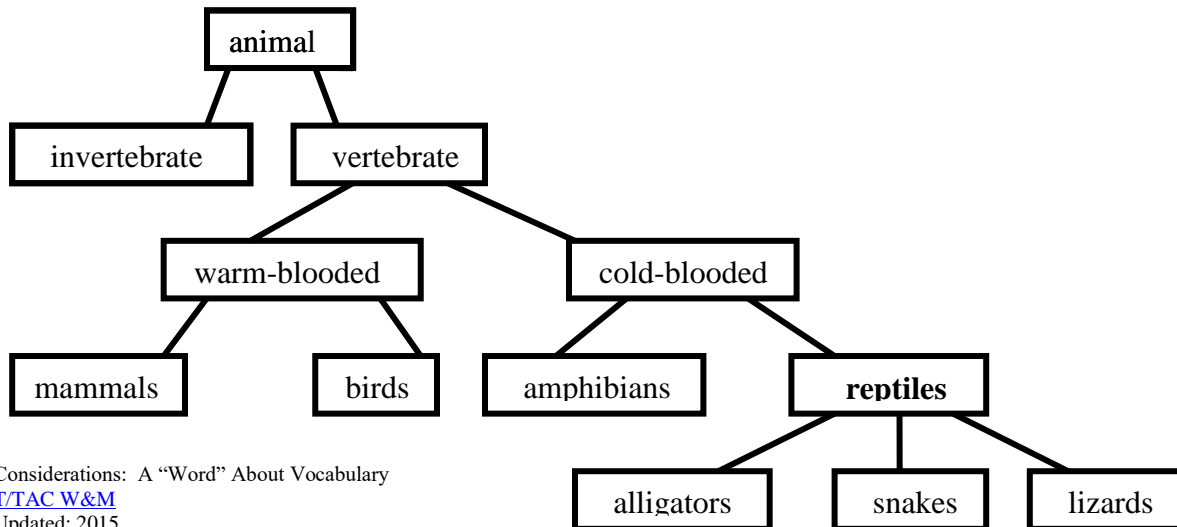 animal
invertebrate vertebrate
warm-blooded cold-blooded
mammals birds amphibians reptiles
Considerations: A “Word” About Vocabulary
T/TAC W&M
Updated: 2015
alligators snakes lizards